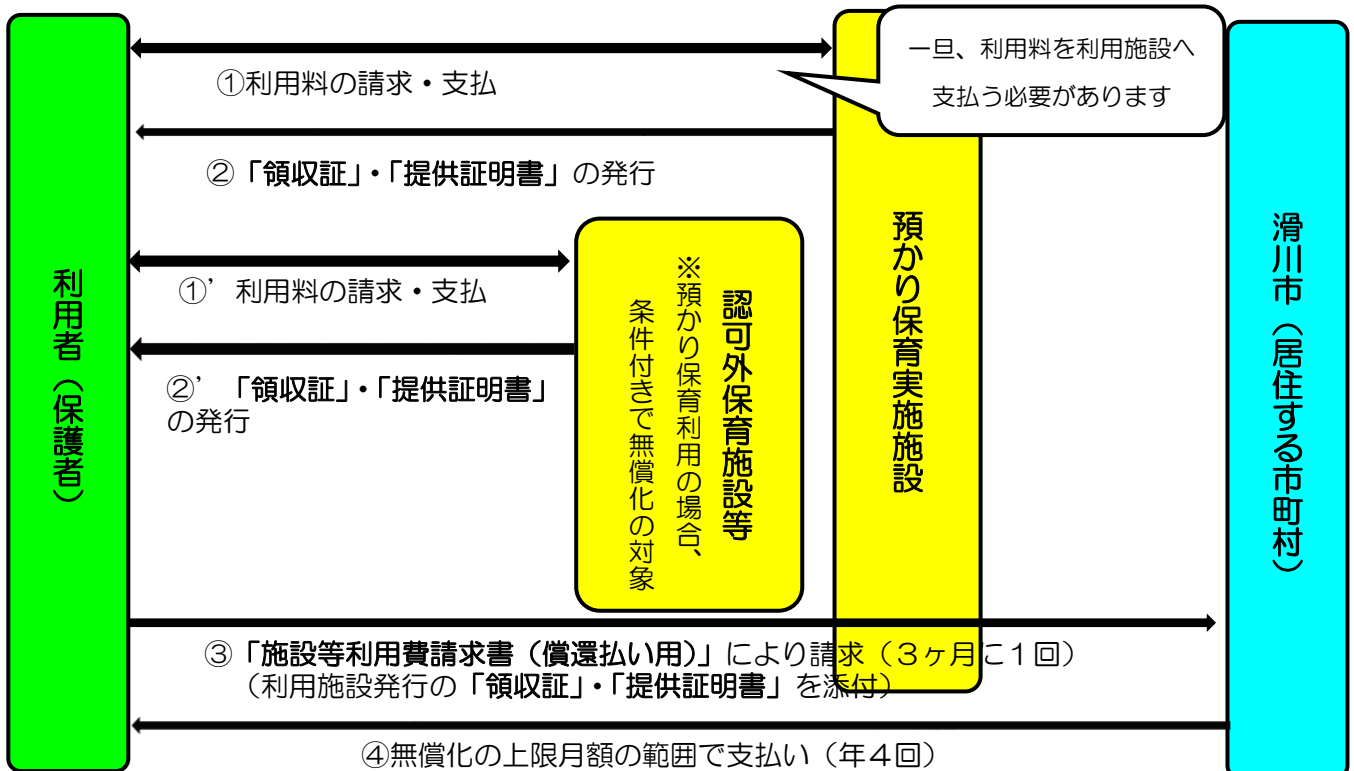 一旦、利用料を利用施設へ
支払う必要があります
①利用料の請求・支払
②「領収証」・「提供証明書」の発行
利用者（保護者）
①’利用料の請求・支払
②’「領収証」・「提供証明書」
の発行
認可外保育施設等
※預かり保育利用の場合、
条件付きで無償化の対象
預かり保育実施施設
滑川市（居住する市町村）
③「施設等利用費請求書（償還払い用）」により請求（３ヶ月に１回）
（利用施設発行の「領収証」・「提供証明書」を添付）
④無償化の上限月額の範囲で支払い（年４回）